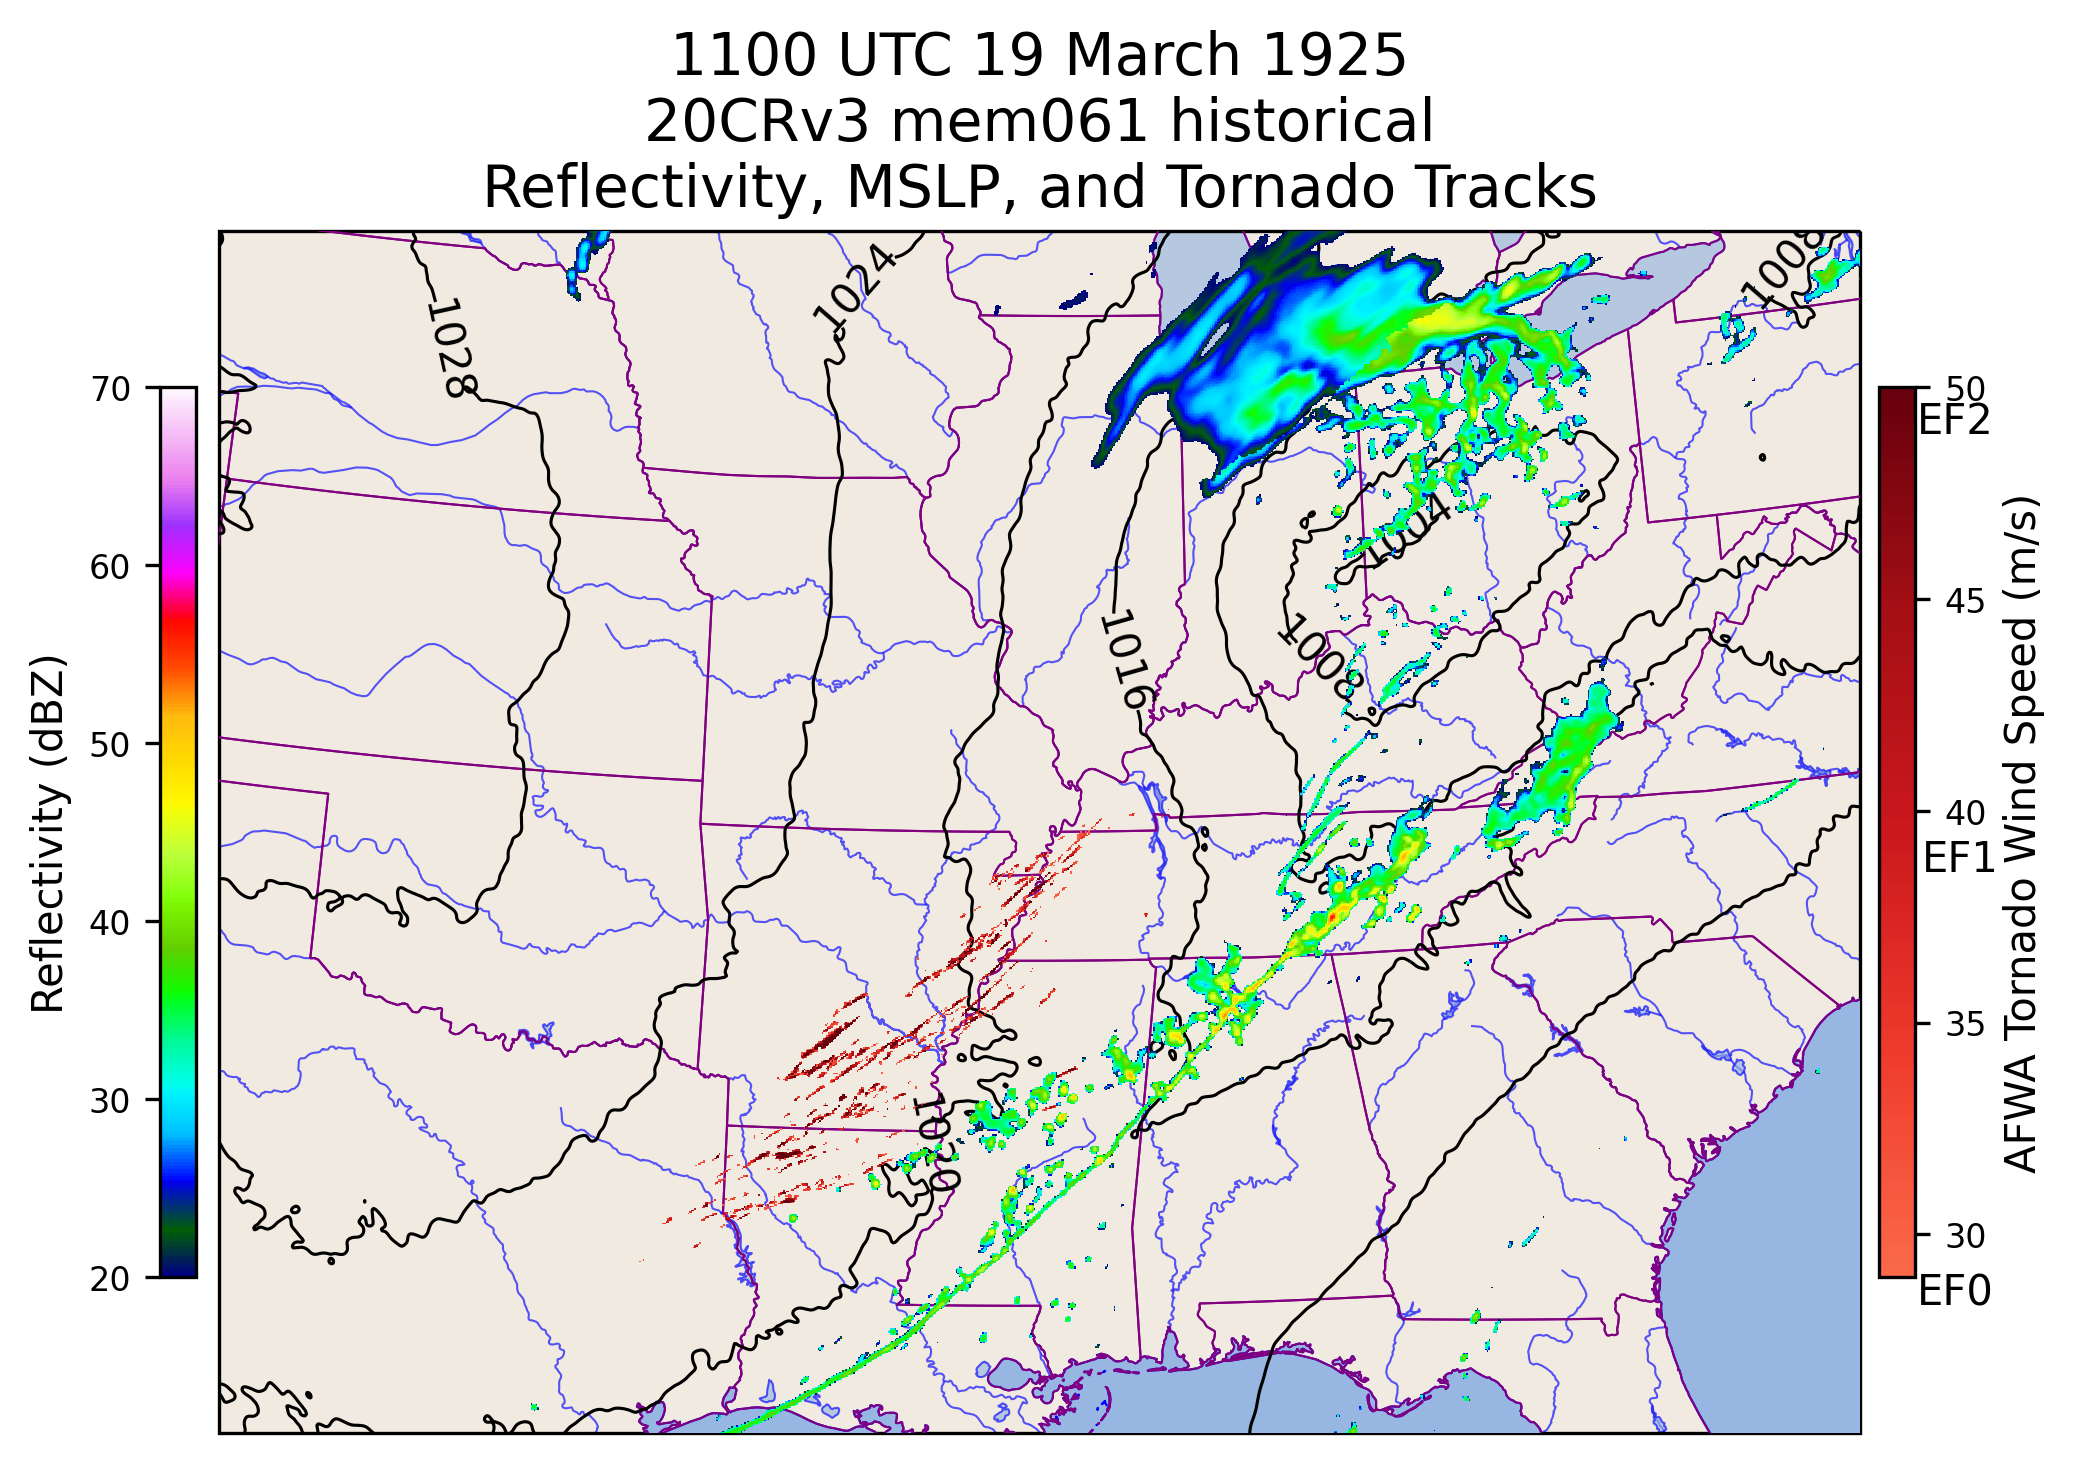 1100 UTC 19 March 1925
20CRv3 mem061 historical
Reflectivity, MSLP, and Tornado Tracks
1028
1024
1008
1004
1016
1008
1020
70
60
50
40
30
20
Reflectivity (dBZ)
50
EF2
45
40
EF1
35
30
EF0
AFWA Tornado Wind Speed (m/s)